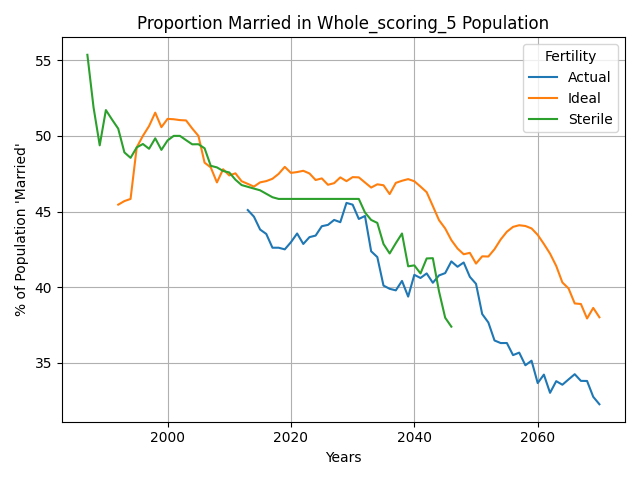 Proportion Married in Whole_scoring_5 Population
% of Population 'Married'
55
50
45
40
35
2000
2020
2040
2060
Years
Fertility
Actual
Ideal
Sterile